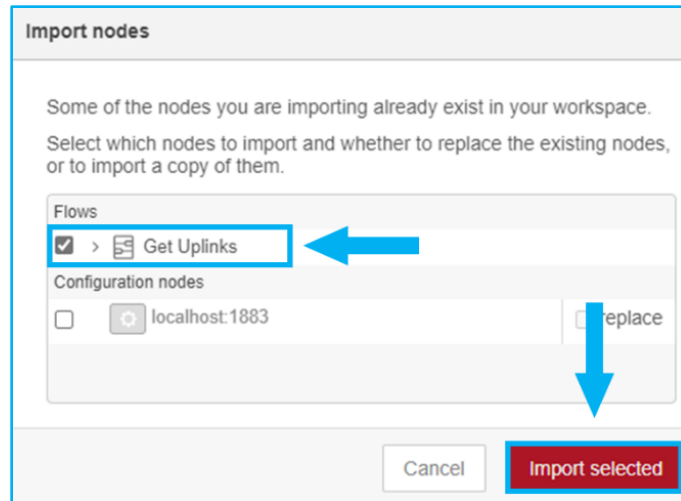 Import nodes
Some of the nodes you are importing already exist in your workspace.
Select which nodes to import and whether to replace the existing nodes,
or to import a copy of them.
Flows
Get Uplinks
Configuration nodes
localhost:1883 replace
Cancel Import selected